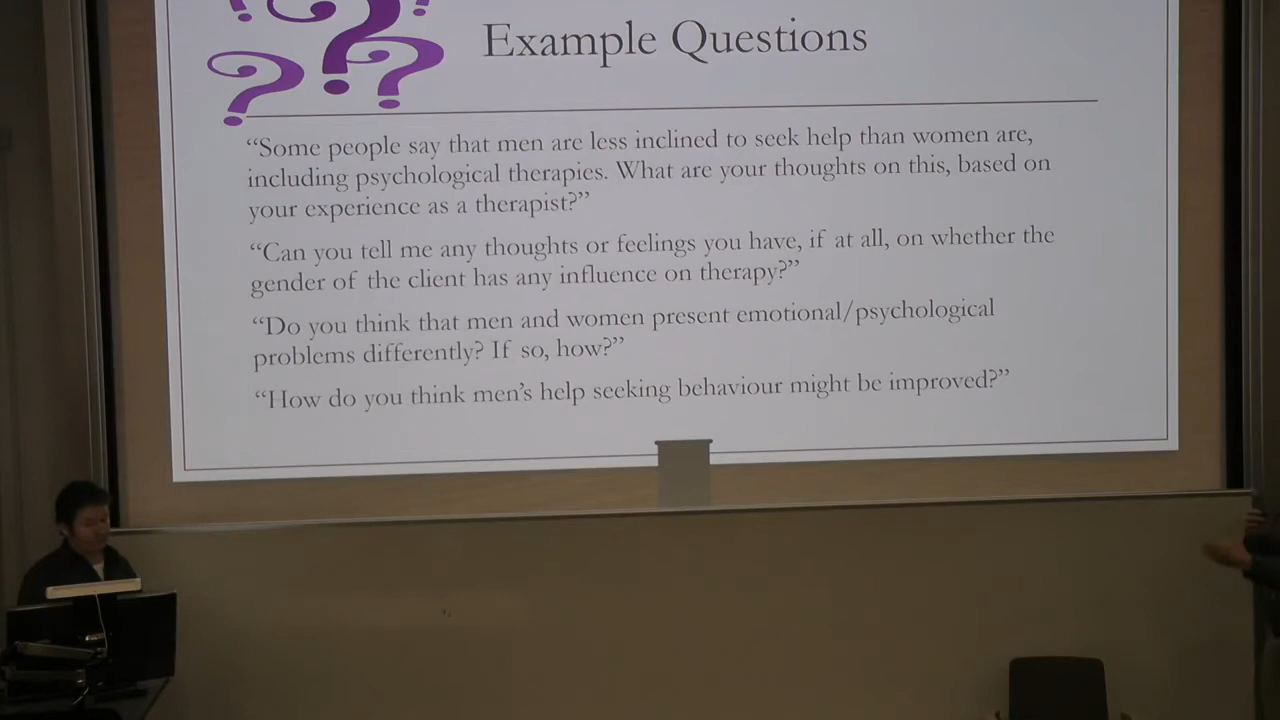 Example Questions
“Some people say that men are less inclined to seek help than women are,
including psychological therapies. What are your thoughts on this, based on
your experience as a therapist?”
“Can you tell me any thoughts or feelings you have, if at all, on whether the
gender of the client has any influence on therapy?”
“Do you think that men and women present emotional/psychological
problems differently? If so, how?”
“How do you think men’s help seeking behaviour might be improved?”